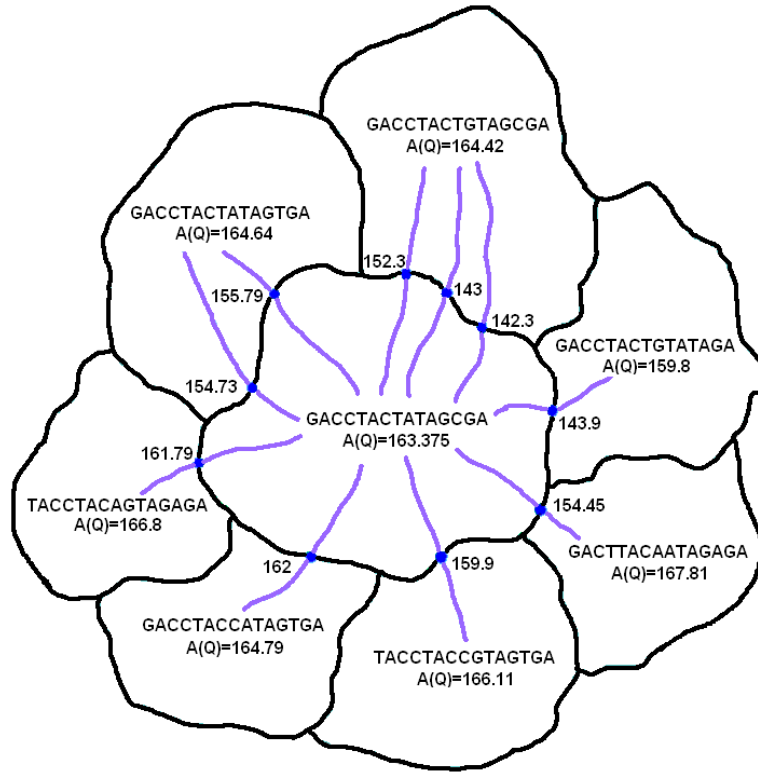 GACCTACTGTAGCGA
A(Q)=164.42
GACCTACTATAGTGA
A(Q)=164.64
152.3
143
155.79
142.3
GACCTACTGTATAGA
A(Q)=159.8
154.73
GACCTACTATAGCGA
A(Q)=163.375
143.9
161.79
TACCTACAGTAGAGA
A(Q)=166.8
154.45
GACTTACAATAGAGA
A(Q)=167.81
162
159.9
GACCTACCATAGTGA
A(Q)=164.79
TACCTACCGTAGTGA
A(Q)=166.11